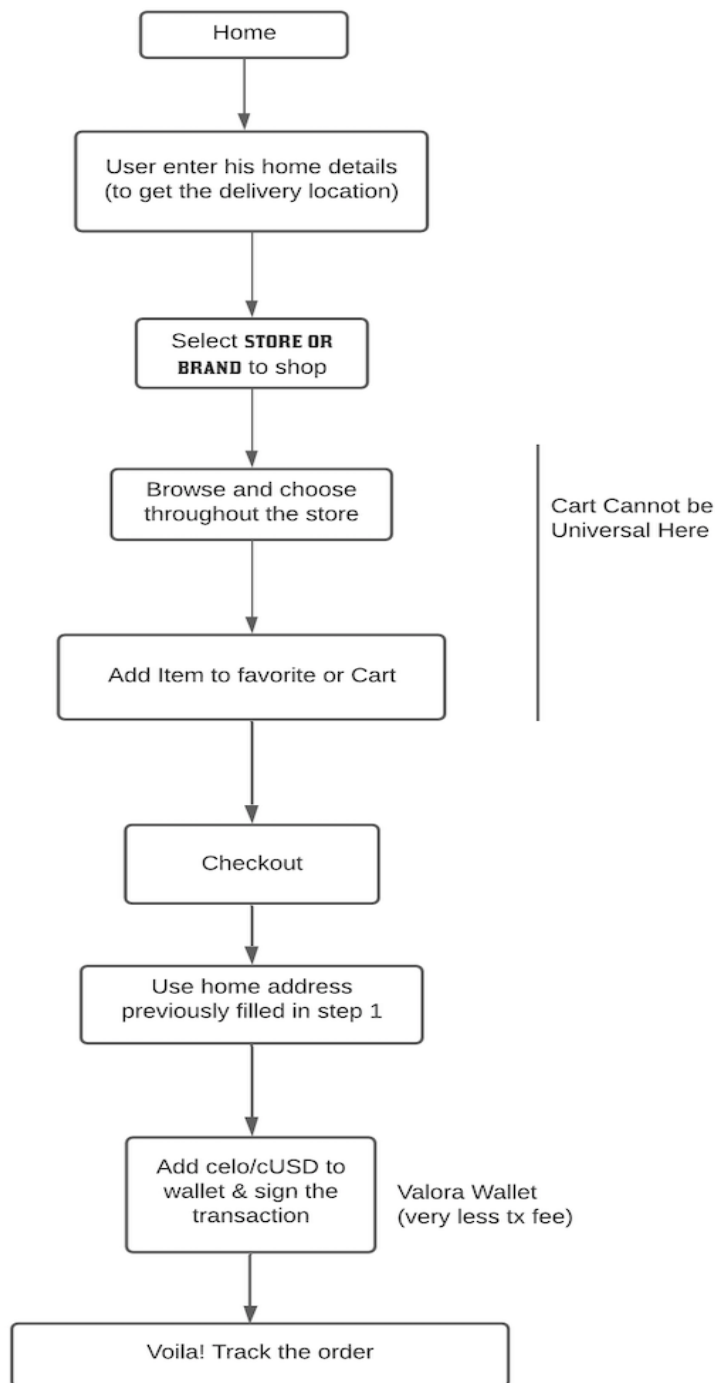 Home
User enter his home details
(to get the delivery location)
Select STORE OR
BRAND to shop
Browse and choose
throughout the store
Cart Cannot be
Universal Here
Add Item to favorite or Cart
Checkout
Use home address
previously filled in step 1
Add celo/cUSD to
wallet & sign the
transaction
Valora Wallet
(very less tx fee)
Voila! Track the order